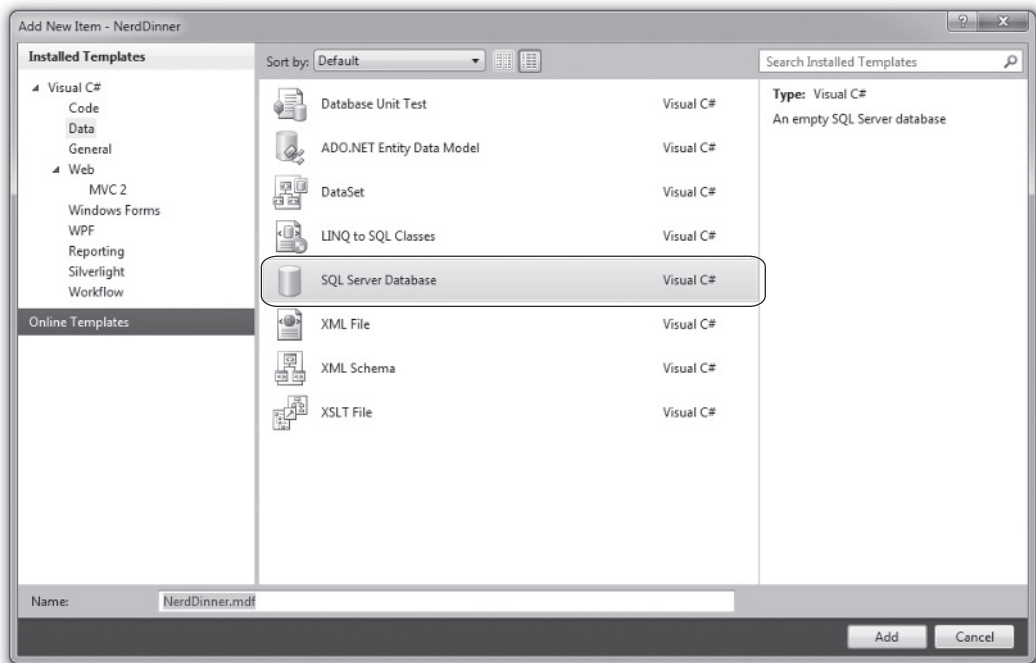 Add New Item - NerdDinner
Installed Templates
Visual C#
Code
Data
General
Web
MVC 2
Windows Forms
WPF
Reporting
Silverlight
Workflow
Online Templates
Sort by: Default
Database Unit Test Visual C#
ADO.NET Entity Data Model Visual C#
DataSet Visual C#
LINQ to SQL Classes Visual C#
SQL Server Database Visual C#
XML File Visual C#
XML Schema Visual C#
XSLT File Visual C#
Search Installed Templates
Type: Visual C#
An empty SQL Server database
Name: NerdDinner.mdf
Add Cancel